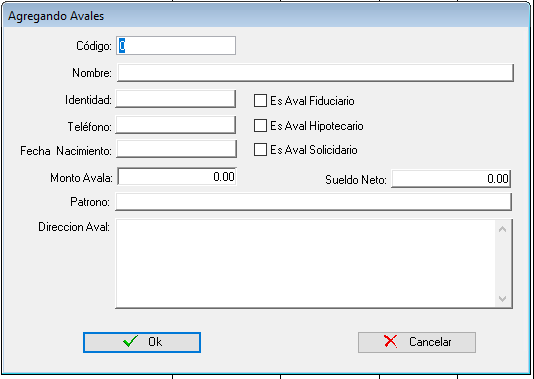 Agregando Avales
Código: 0
Nombre:
Identidad: Es Aval Fiduciario
Teléfono: Es Aval Hipotecario
Fecha Nacimiento: Es Aval Solicidario
Monto Avala: 0.00 Sueldo Neto: 0.00
Patrono:
Direccion Aval:
Ok Cancelar